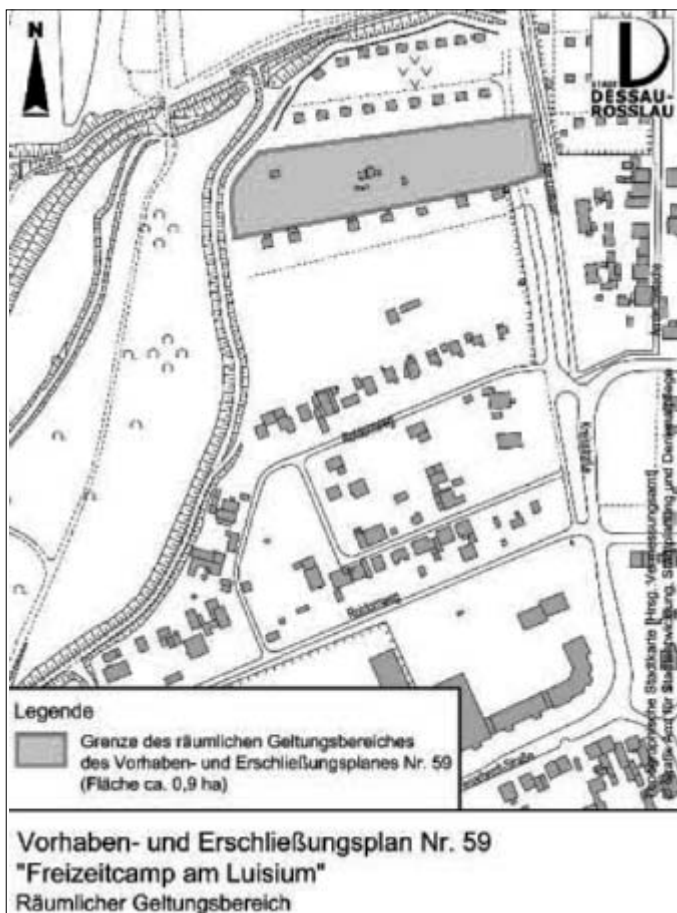 N
STADT
DESSAU-
ROSSLAU
Legende
Grenze des räumlichen Geltungsbereiches
des Vorhaben- und Erschließungsplanes Nr. 59
(Fläche ca. 0,9 ha)
Vorhaben- und Erschließungsplan Nr. 59
"Freizeitcamp am Luisium"
Räumlicher Geltungsbereich